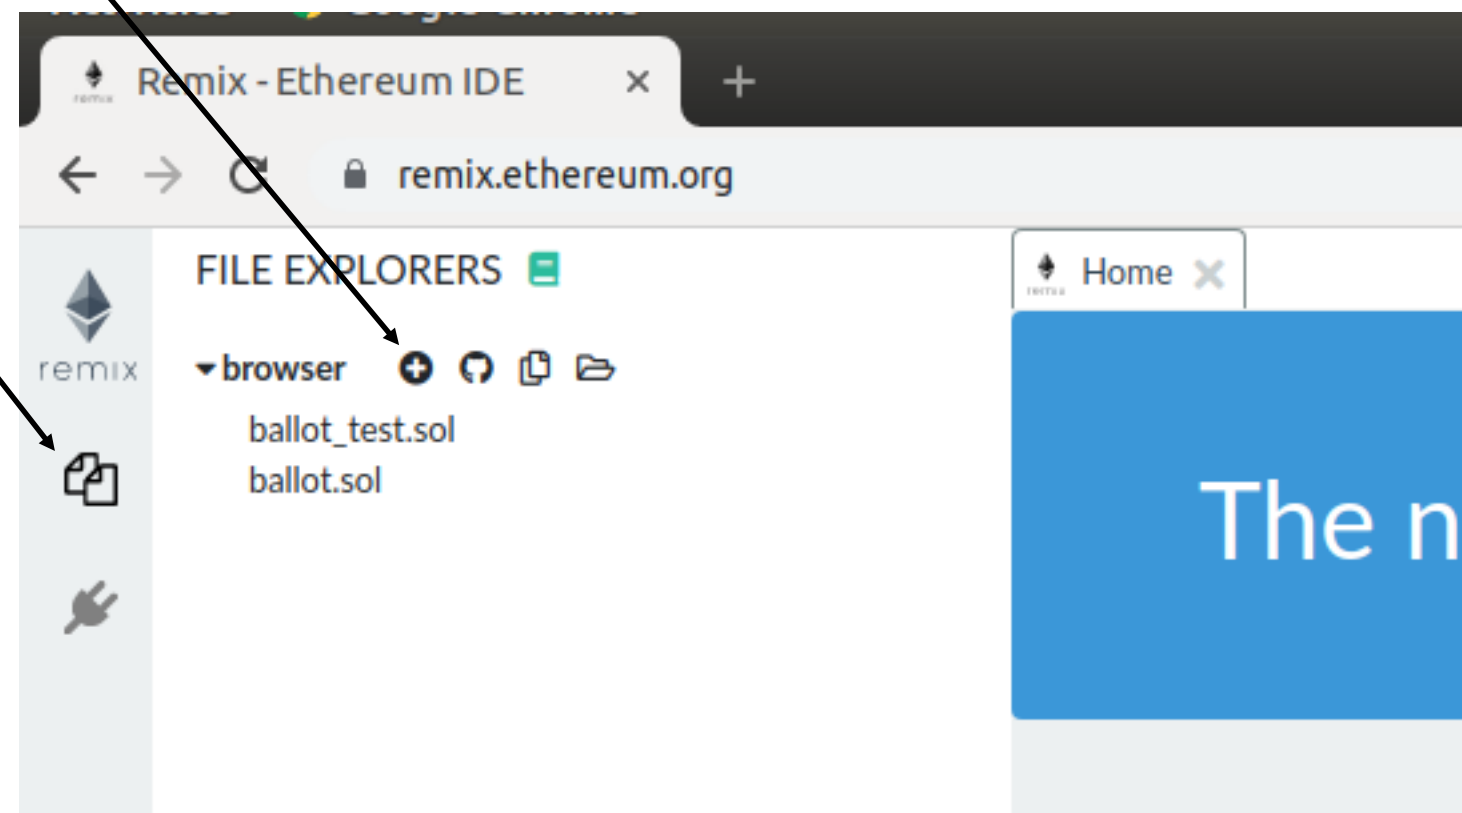 Remix - Ethereum IDE
remix.ethereum.org
remix
FILE EXPLORERS
browser
ballot_test.sol
ballot.sol
Home
The n